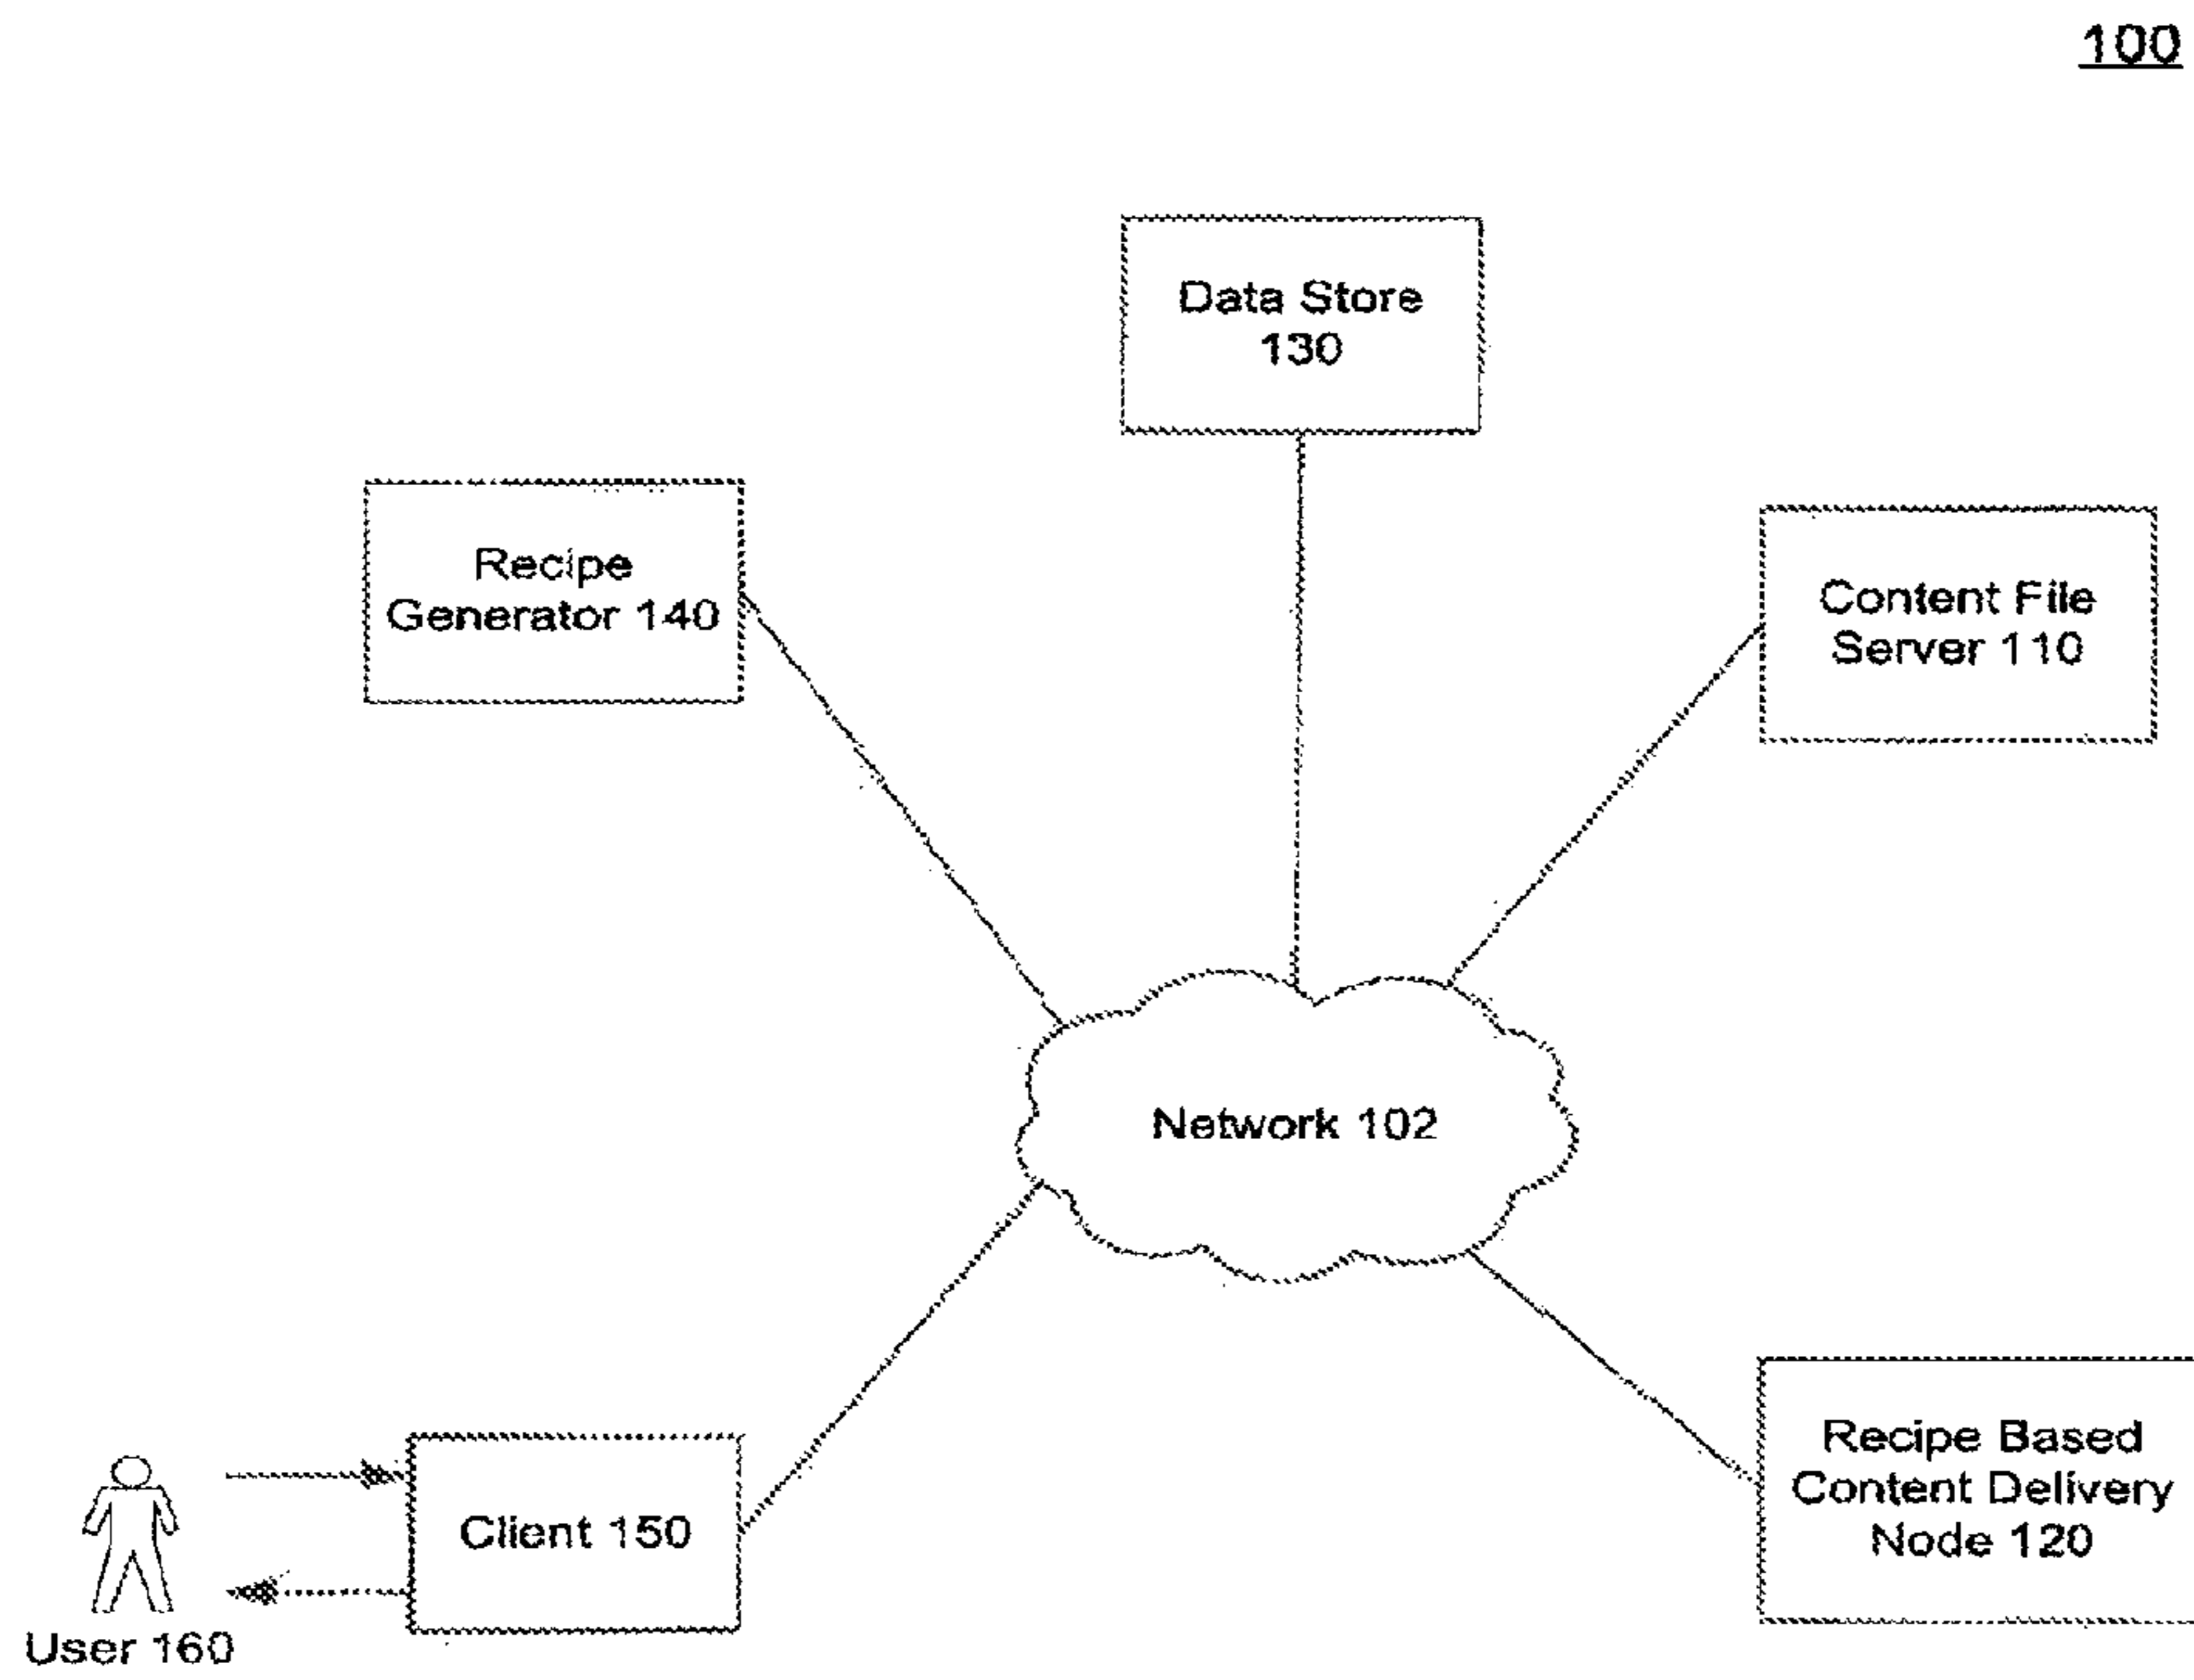 100
Data Store
130
Recipe
Generator 140
Content File
Server 110
Network 102
Recipe Based
Content Delivery
Node 120
Client 150
User 160